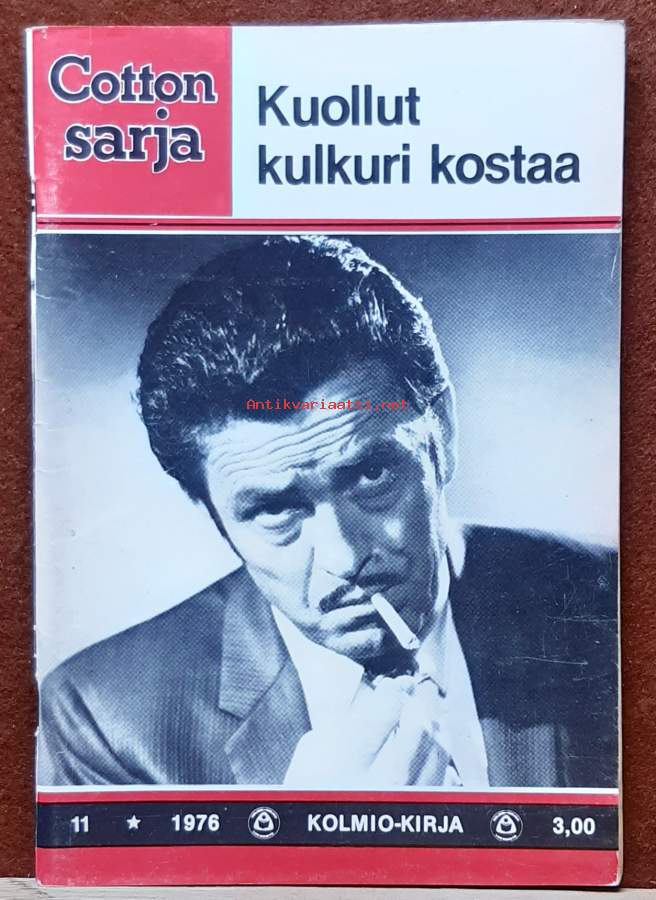 Cotton
sarja
Kuollut
kulkuri kostaa
Antikvariaatti.net
11 ★ 1976 KOLMIO-KIRJA 3,00